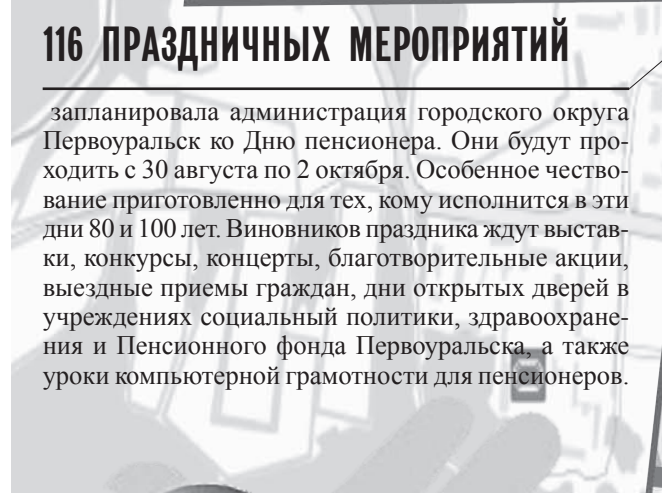 116 ПРАЗДНИЧНЫХ МЕРОПРИЯТИЙ
запланировала администрация городского округа
Первоуральск ко Дню пенсионера. Они будут про-
ходить с 30 августа по 2 октября. Особенное чество-
вание приготовленно для тех, кому исполнится в эти
дни 80 и 100 лет. Виновников праздника ждут выстав-
ки, конкурсы, концерты, благотворительные акции,
выездные приемы граждан, дни открытых дверей в
учреждениях социальный политики, здравоохране-
ния и Пенсионного фонда Первоуральска, а также
уроки компьютерной грамотности для пенсионеров.